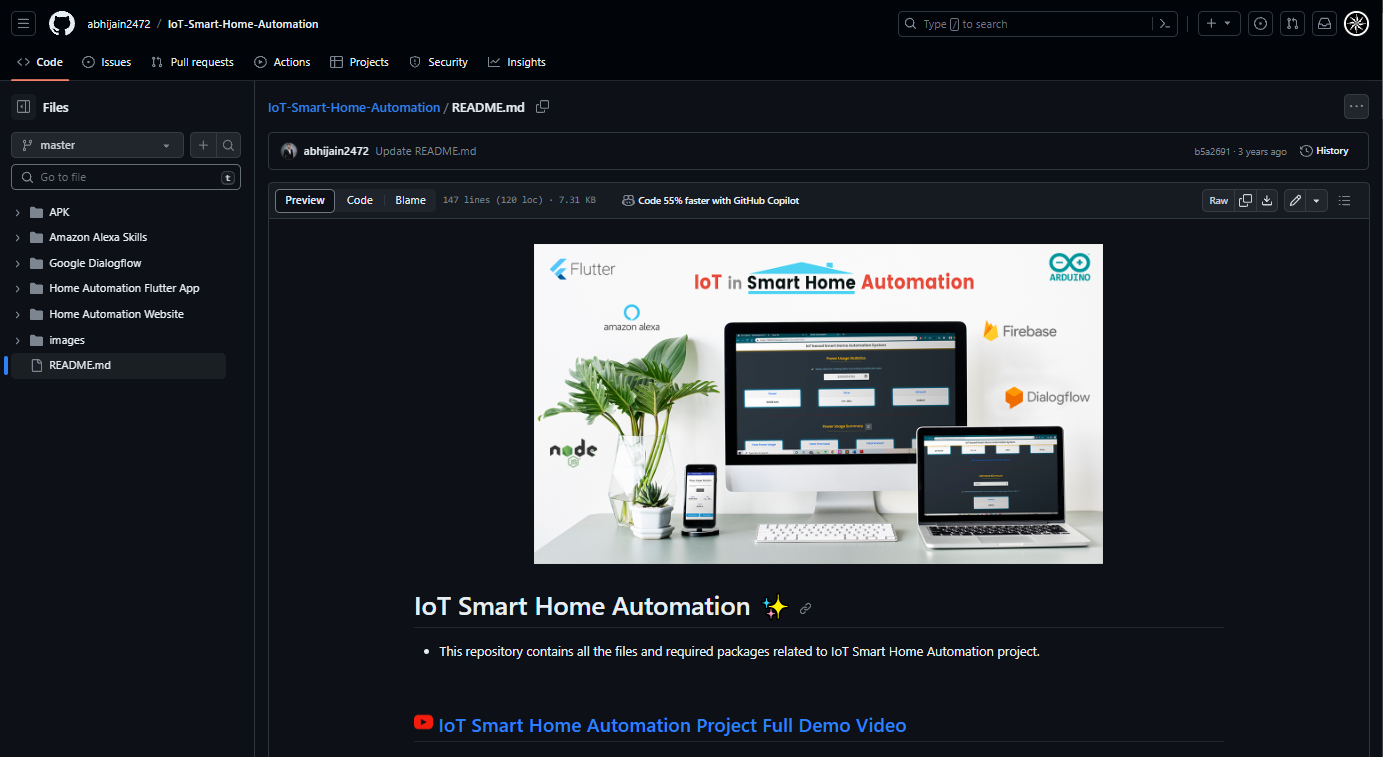 abhijain2472 / IoT-Smart-Home-Automation
Type / to search
Code Issues Pull requests Actions Projects Security Insights
Files
master
Go to file t
APK
Amazon Alexa Skills
Google Dialogflow
Home Automation Flutter App
Home Automation Website
images
README.md
IoT-Smart-Home-Automation / README.md
abhijain2472 Update README.md
b5a2691 · 3 years ago History
Preview Code Blame 147 lines (120 loc) · 7.31 KB Code 55% faster with GitHub Copilot Raw
Flutter
IoT in Smart Home Automation
ARDUINO
amazon alexa
Firebase
Dialogflow
node
JS
IoT Smart Home Automation ✨
• This repository contains all the files and required packages related to IoT Smart Home Automation project.
IoT Smart Home Automation Project Full Demo Video